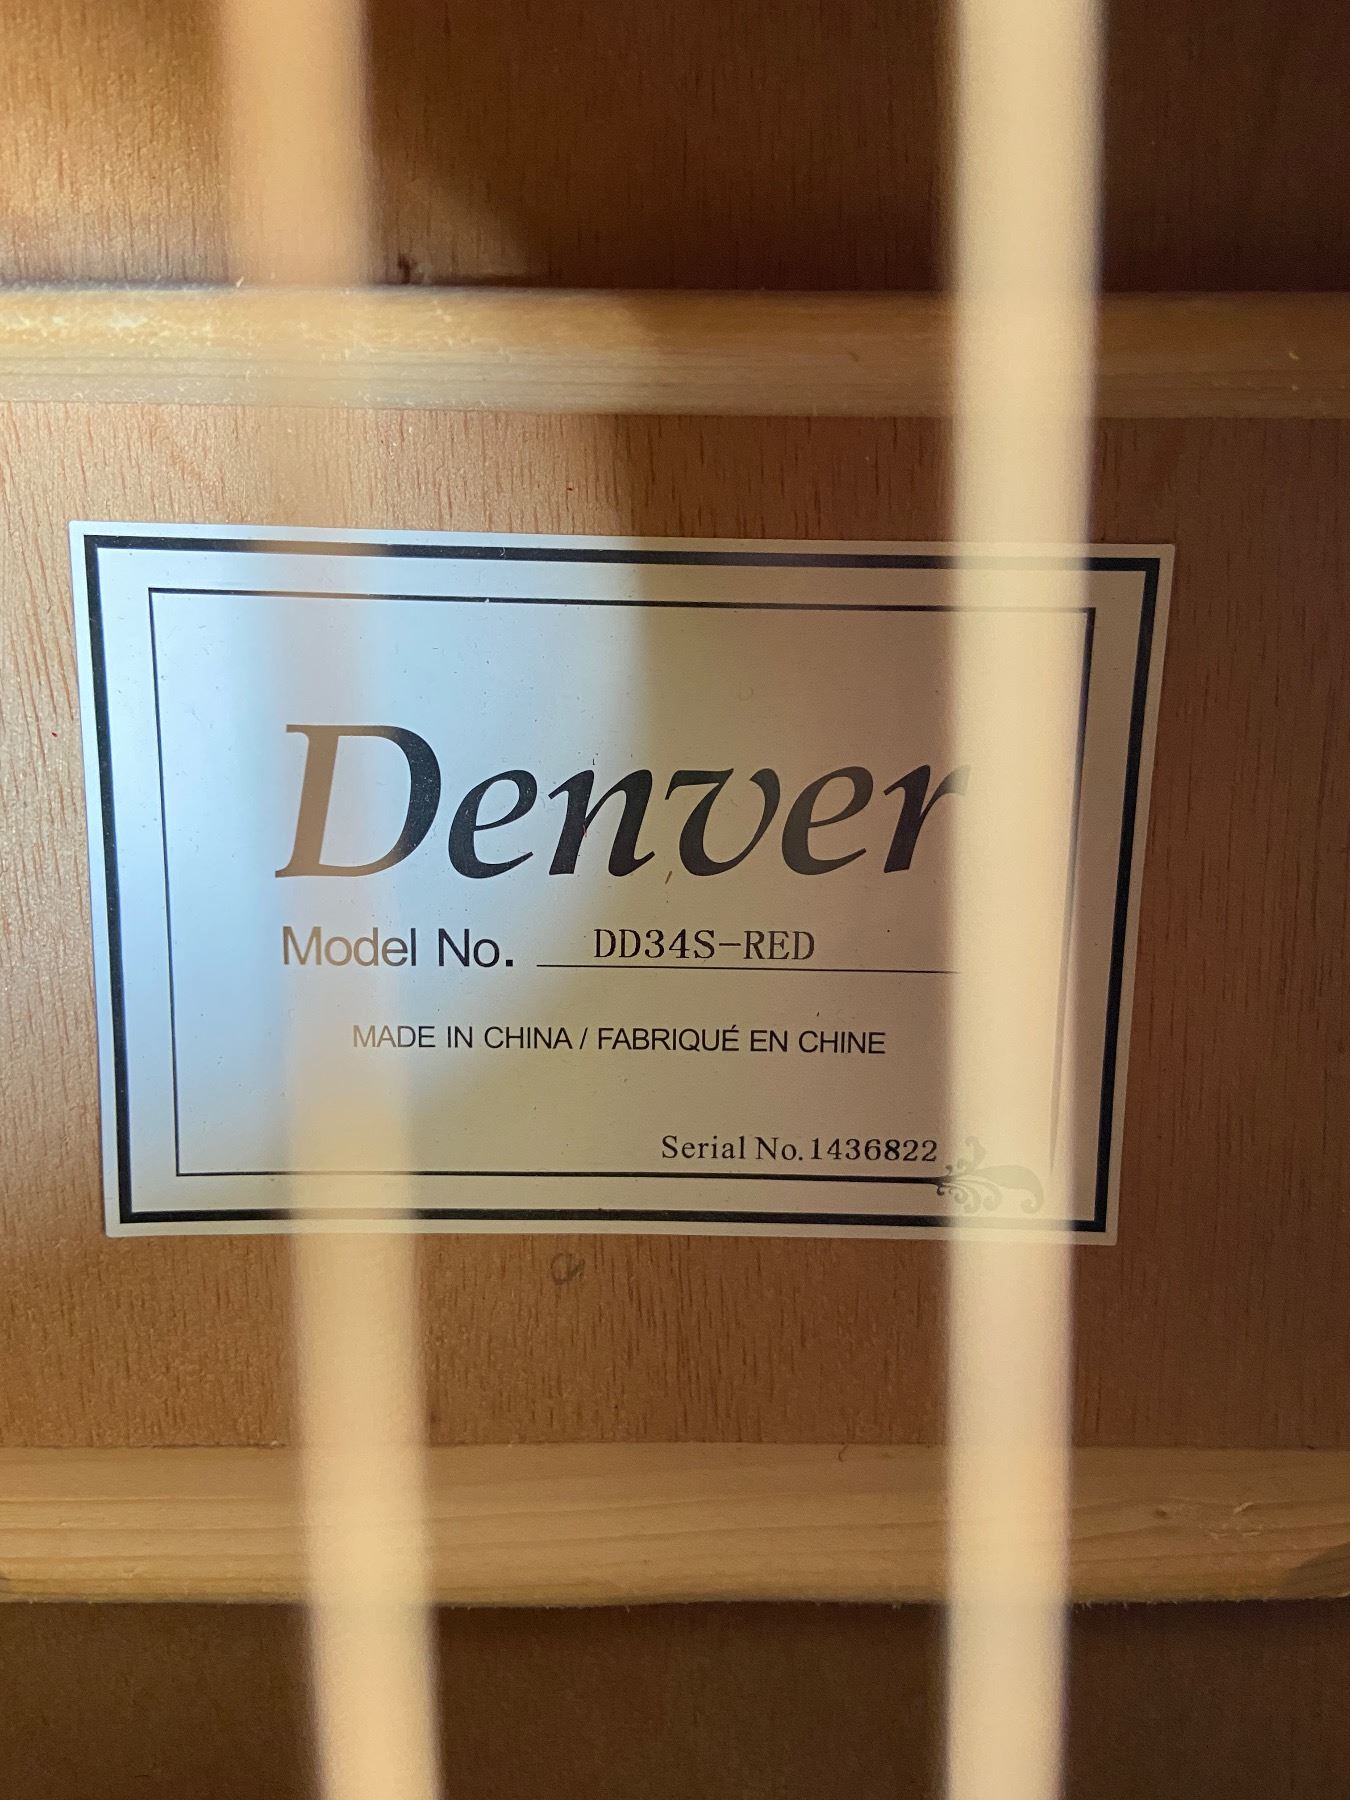 Denver
Model No. DD34S-RED
MADE IN CHINA / FABRIQUÉ EN CHINE
Serial No.1436822